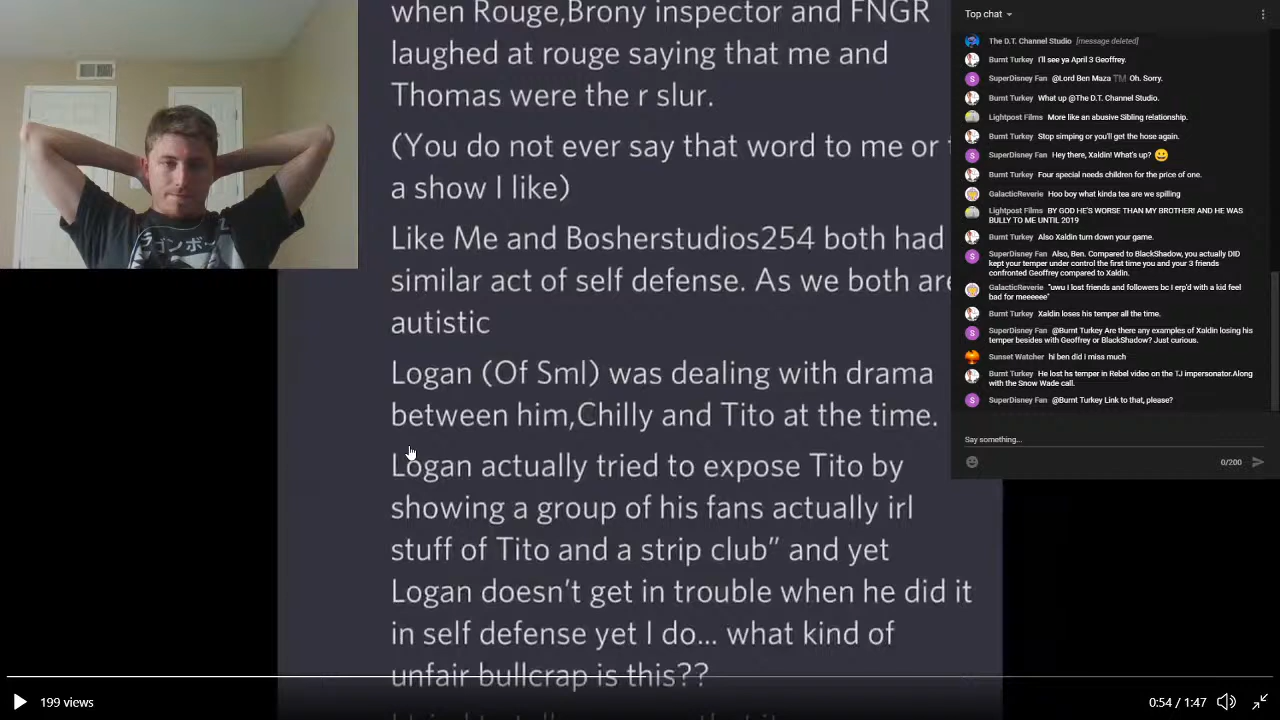 when Rouge,Brony inspector and FNGR
laughed at rouge saying that me and
Thomas were the r slur.
(You do not ever say that word to me or
a show I like)
Like Me and Bosherstudios254 both had
similar act of self defense. As we both are
autistic
Logan (Of Sml) was dealing with drama
between him,Chilly and Tito at the time.
Logan actually tried to expose Tito by
showing a group of his fans actually irl
stuff of Tito and a strip club” and yet
Logan doesn’t get in trouble when he did it
in self defense yet I do... what kind of
unfair bullcrap is this??
Top chat
The D.T. Channel Studio [message deleted]
Burnt Turkey I'll see ya April 3 Geoffrey.
SuperDisney Fan @Lord Ben Maza ™ Oh. Sorry.
Burnt Turkey What up @The D.T. Channel Studio.
Lightpost Films More like an abusive Sibling relationship.
Burnt Turkey Stop simping or you'll get the hose again.
SuperDisney Fan Hey there, Xaldin! What's up? 😀
Burnt Turkey Four special needs children for the price of one.
GalacticReverie Hoo boy what kinda tea are we spilling
Lightpost Films BY GOD HE'S WORSE THAN MY BROTHER! AND HE WAS
BULLY TO ME UNTIL 2019
Burnt Turkey Also Xaldin turn down your game.
SuperDisney Fan Also, Ben. Compared to BlackShadow, you actually DID
kept your temper under control the first time you and your 3 friends
confronted Geoffrey compared to Xaldin.
GalacticReverie "uwu I lost friends and followers bc I erp'd with a kid feel
bad for meeeeee"
Burnt Turkey Xaldin loses his temper all the time.
SuperDisney Fan @Burnt Turkey Are there any examples of Xaldin losing his
temper besides with Geoffrey or BlackShadow? Just curious.
Sunset Watcher hi ben did i miss much
Burnt Turkey He lost his temper in Rebel video on the TJ impersonator.Along
with the Snow Wade call.
SuperDisney Fan @Burnt Turkey Link to that, please?
Say something...
0/200
199 views
0:54 / 1:47